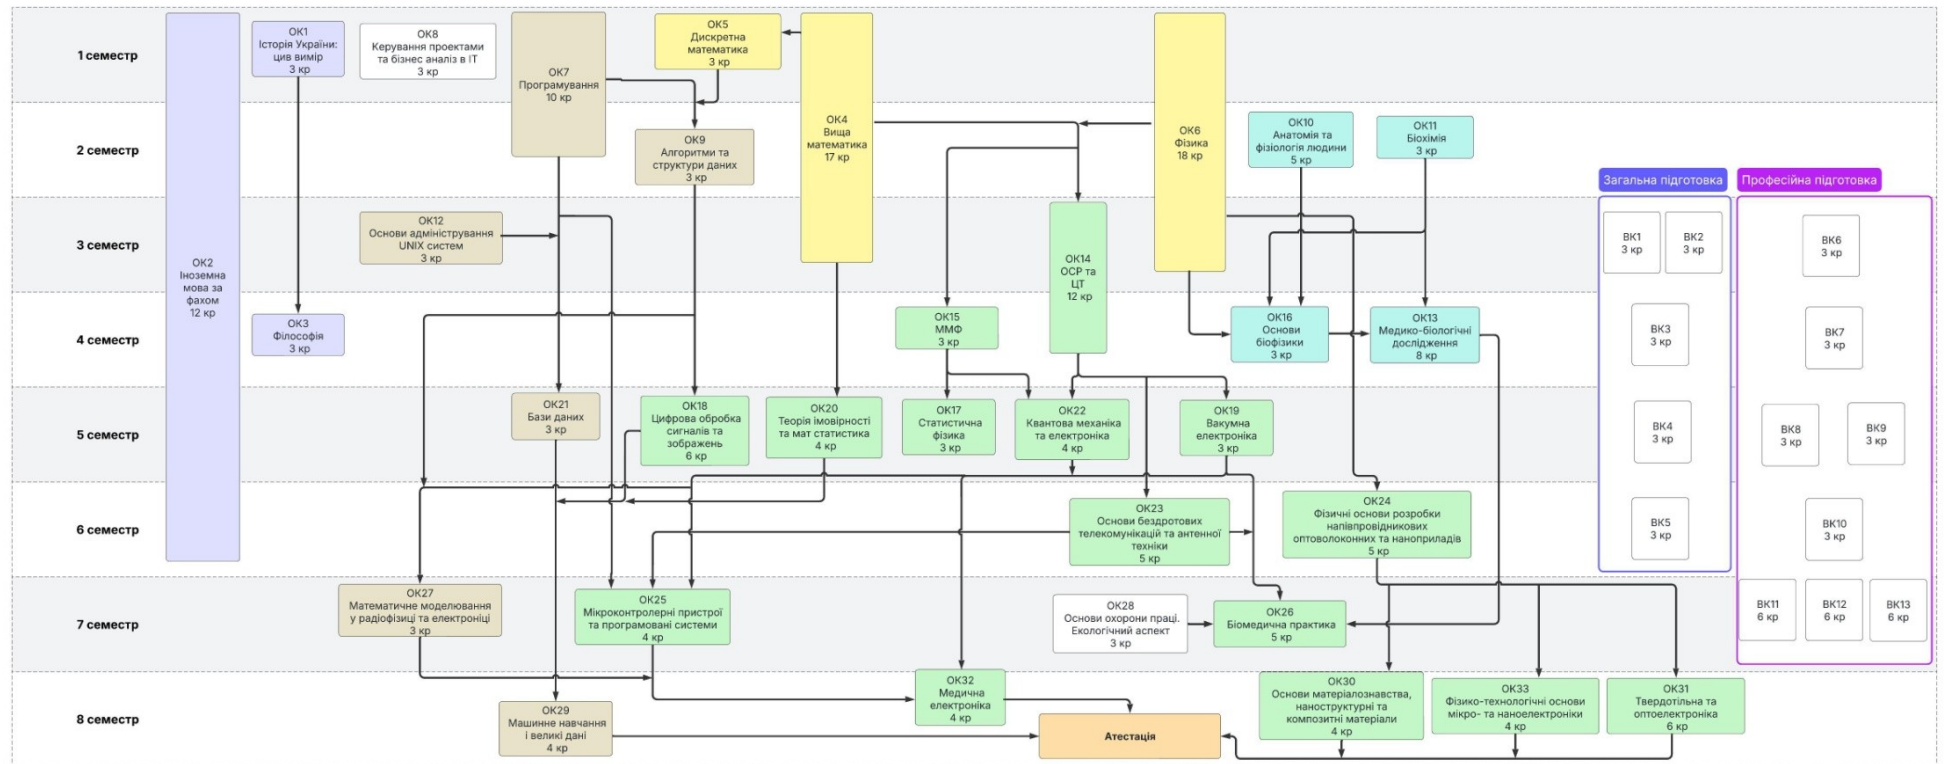 1 семестр
ОК1
Історія України:
цив вимір
3 кр
ОК8
Керування проектами
та бізнес аналіз в ІТ
3 кр
ОК7
Програмування
10 кр
ОК5
Дискретна
математика
3 кр
2 семестр
ОК9
Алгоритми та
структури даних
3 кр
ОК4
Вища
математика
17 кр
ОК6
Фізика
18 кр
ОК10
Анатомія та
фізіологія людини
5 кр
ОК11
Біохімія
3 кр
Загальна підготовка
Професійна підготовка
3 семестр
ОК2
Іноземна
мова за
фахом
12 кр
ОК12
Основи адміністрування
UNIX систем
3 кр
ОК14
ОСР та
ЦТ
12 кр
ВК1
3 кр
ВК2
3 кр
ВК6
3 кр
4 семестр
ОК3
Філософія
3 кр
ОК15
ММФ
3 кр
ОК16
Основи
біофізики
3 кр
ОК13
Медико-біологічні
дослідження
8 кр
ВК3
3 кр
ВК7
3 кр
5 семестр
ОК21
Бази даних
3 кр
ОК18
Цифрова обробка
сигналів та
зображень
6 кр
ОК20
Теорія імовірності
та мат статистика
4 кр
ОК17
Статистична
фізика
3 кр
ОК22
Квантова механіка
та електроніка
4 кр
ОК19
Вакумна
електроніка
3 кр
ВК4
3 кр
ВК8
3 кр
ВК9
3 кр
6 семестр
ОК23
Основи бездротових
телекомунікацій та антенної
техніки
5 кр
ОК24
Фізичні основи розробки
напівпровідникових
оптоволоконних та наноприладів
5 кр
ВК5
3 кр
ВК10
3 кр
7 семестр
ОК27
Математичне моделювання
у радіофізиці та електроніці
3 кр
ОК25
Мікроконтролерні пристрої
та програмовані системи
4 кр
ОК28
Основи охорони праці.
Екологічний аспект
3 кр
ОК26
Біомедична практика
5 кр
ВК11
6 кр
ВК12
6 кр
ВК13
6 кр
8 семестр
ОК29
Машинне навчання
і великі дані
4 кр
ОК32
Медична
електроніка
4 кр
Атестація
ОК30
Основи матеріалознавства,
наноструктурні та
композитні матеріали
4 кр
ОК33
Фізико-технологічні основи
мікро- та наноелектроніки
4 кр
ОК31
Твердотільна та
оптоелектроніка
6 кр